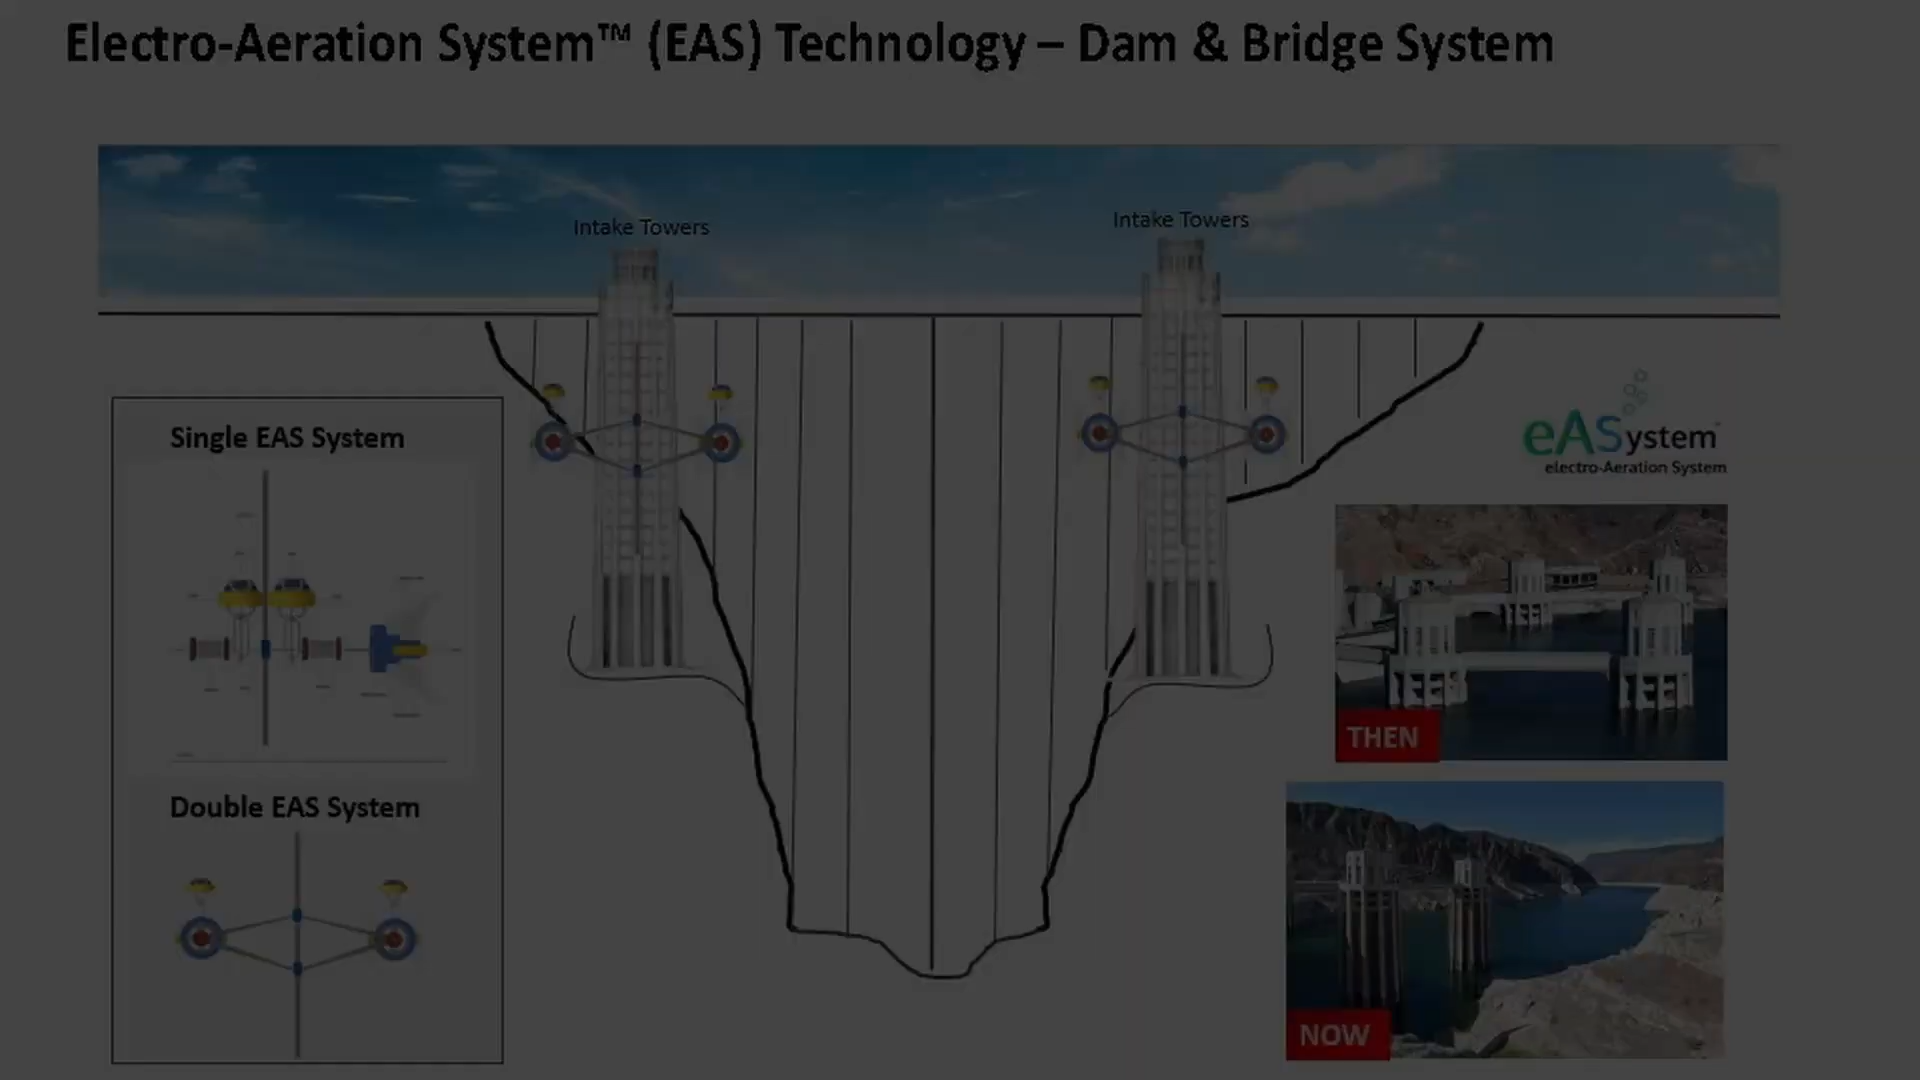 Electro-Aeration System™ (EAS) Technology – Dam & Bridge System
Intake Towers
Intake Towers
Single EAS System
Double EAS System
eASystem
electro-Aeration System
THEN
NOW